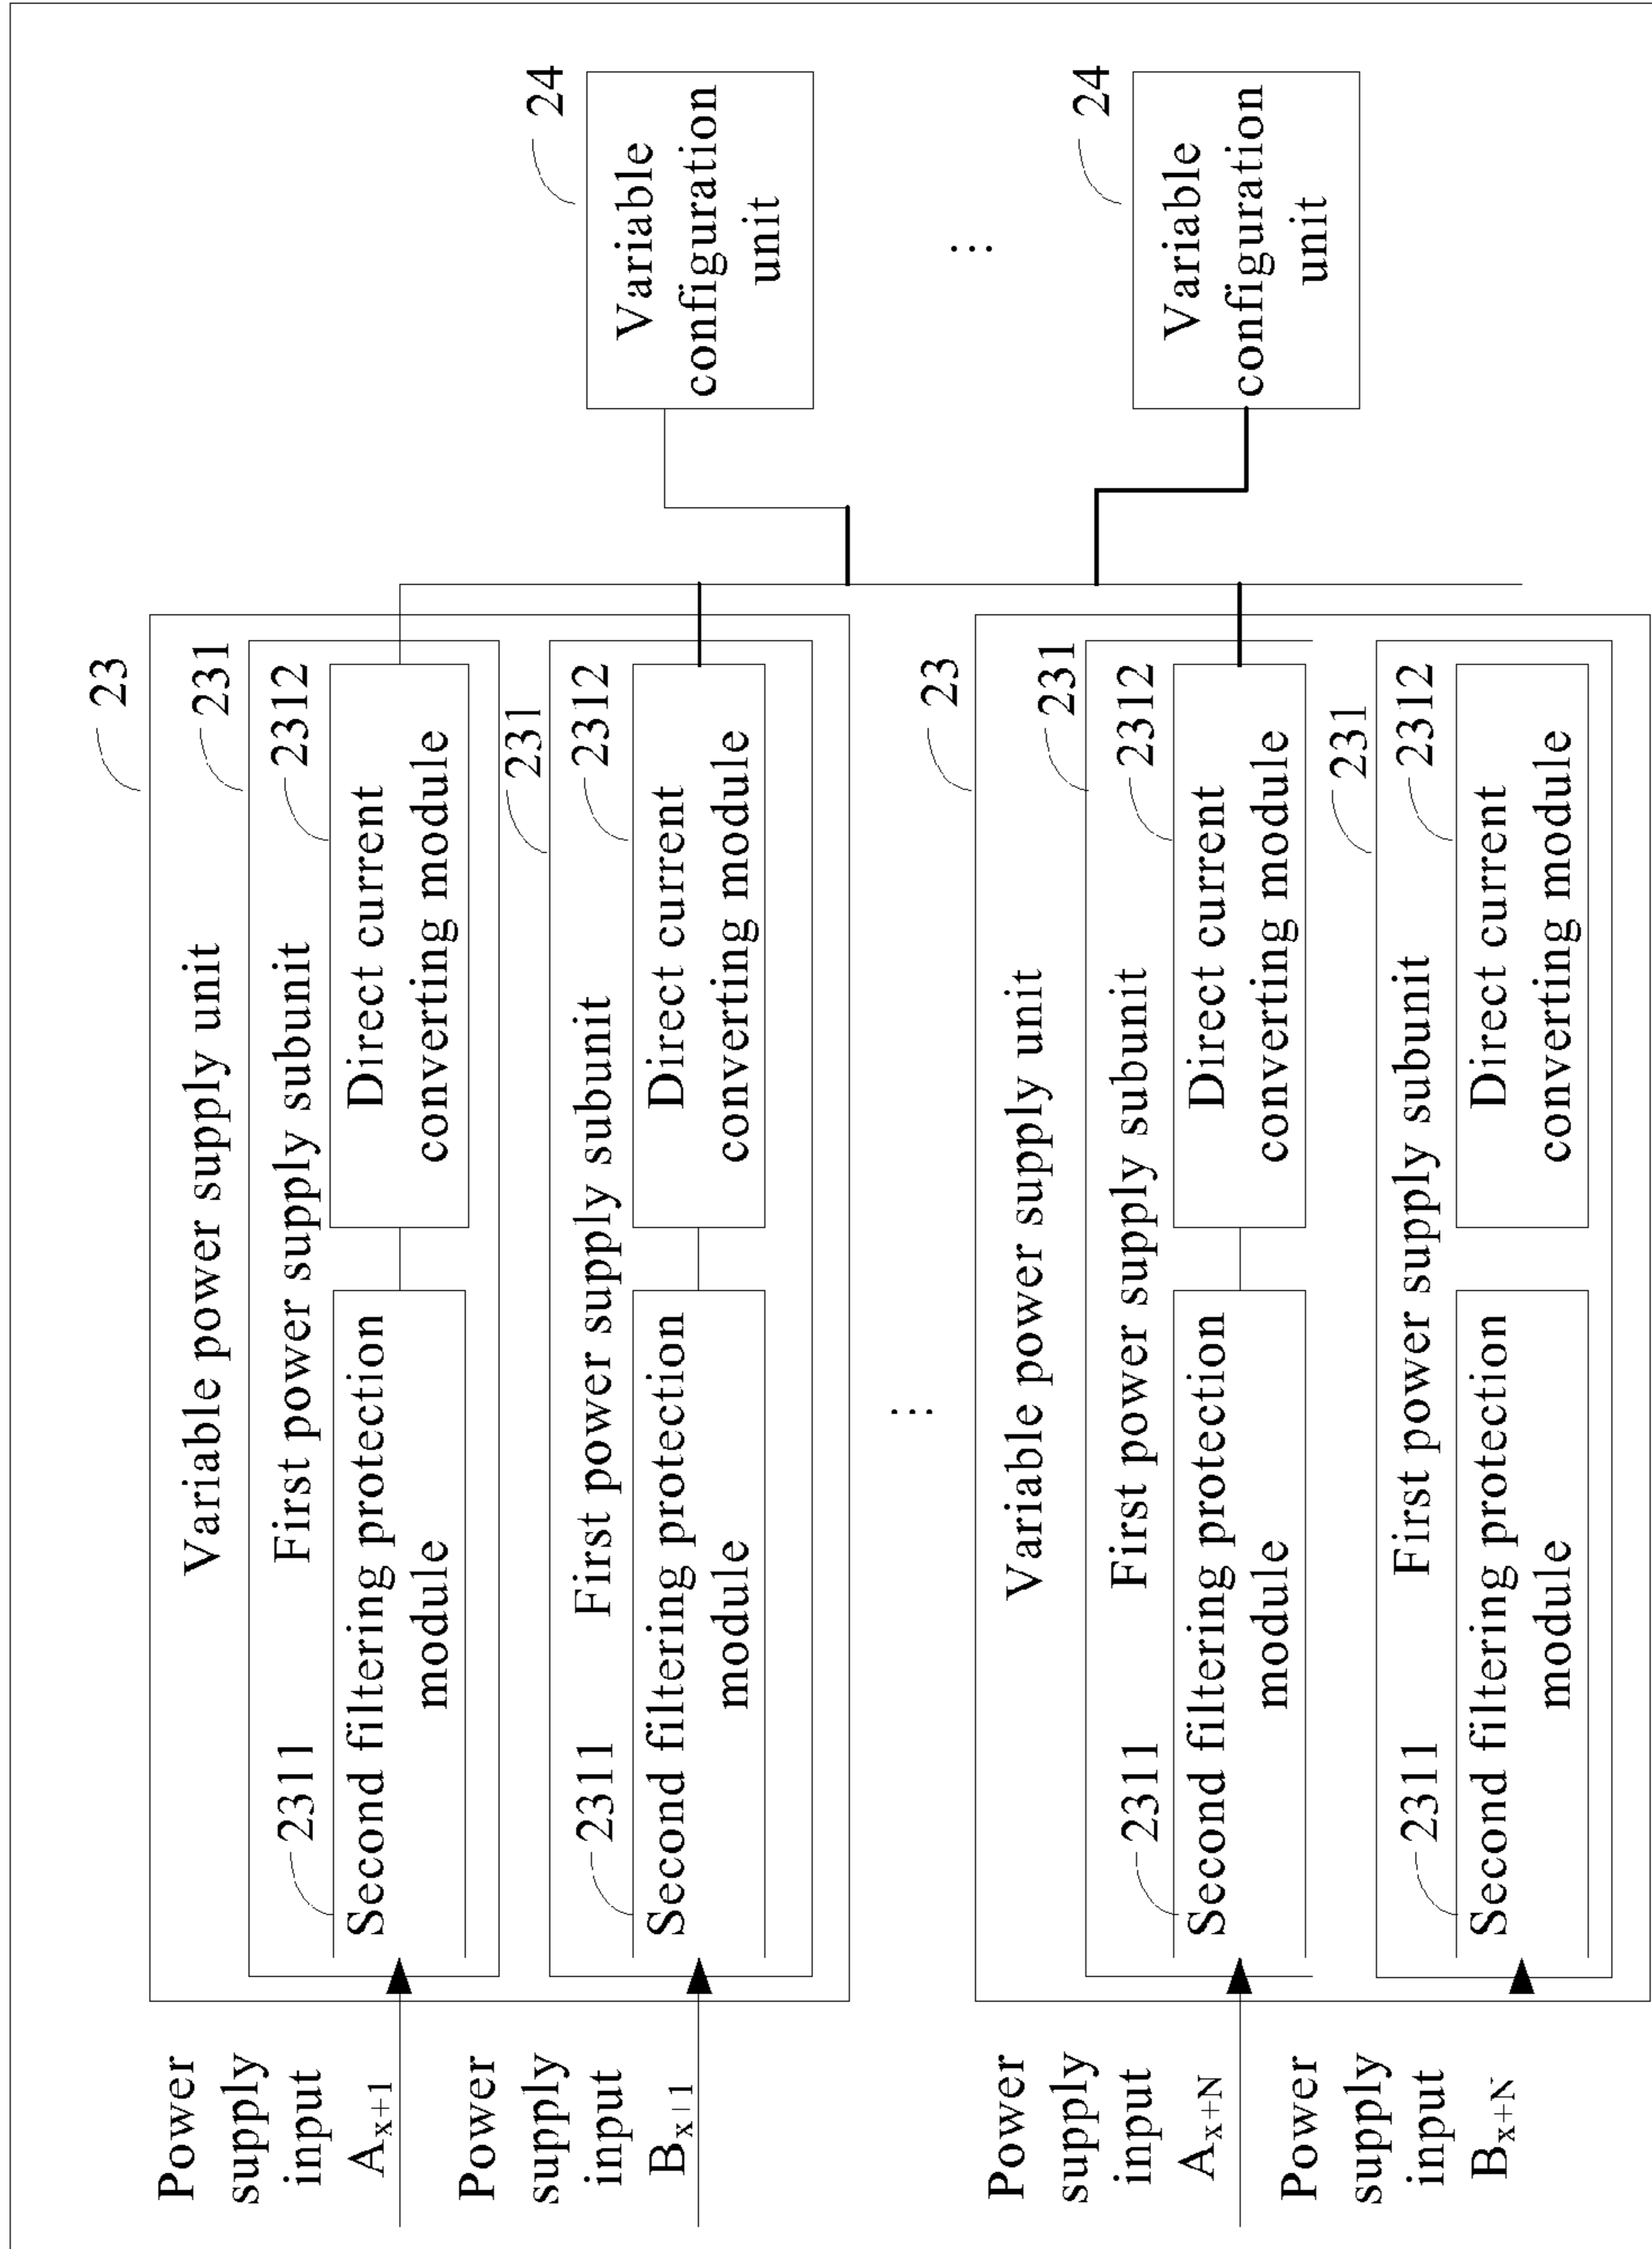 23
Variable power supply unit
231
First power supply subunit
2311
2312
Second filtering protection
module
Direct current
converting module
Power
supply
input
Ax+1
231
First power supply subunit
2311
2312
Second filtering protection
module
Direct current
converting module
Power
supply
input
Bx+1
24
Variable
configuration
unit
...
...
24
Variable
configuration
unit
23
Variable power supply unit
231
First power supply subunit
2311
2312
Second filtering protection
module
Direct current
converting module
Power
supply
input
Ax+N
231
First power supply subunit
2311
2312
Second filtering protection
module
Direct current
converting module
Power
supply
input
Bx+N